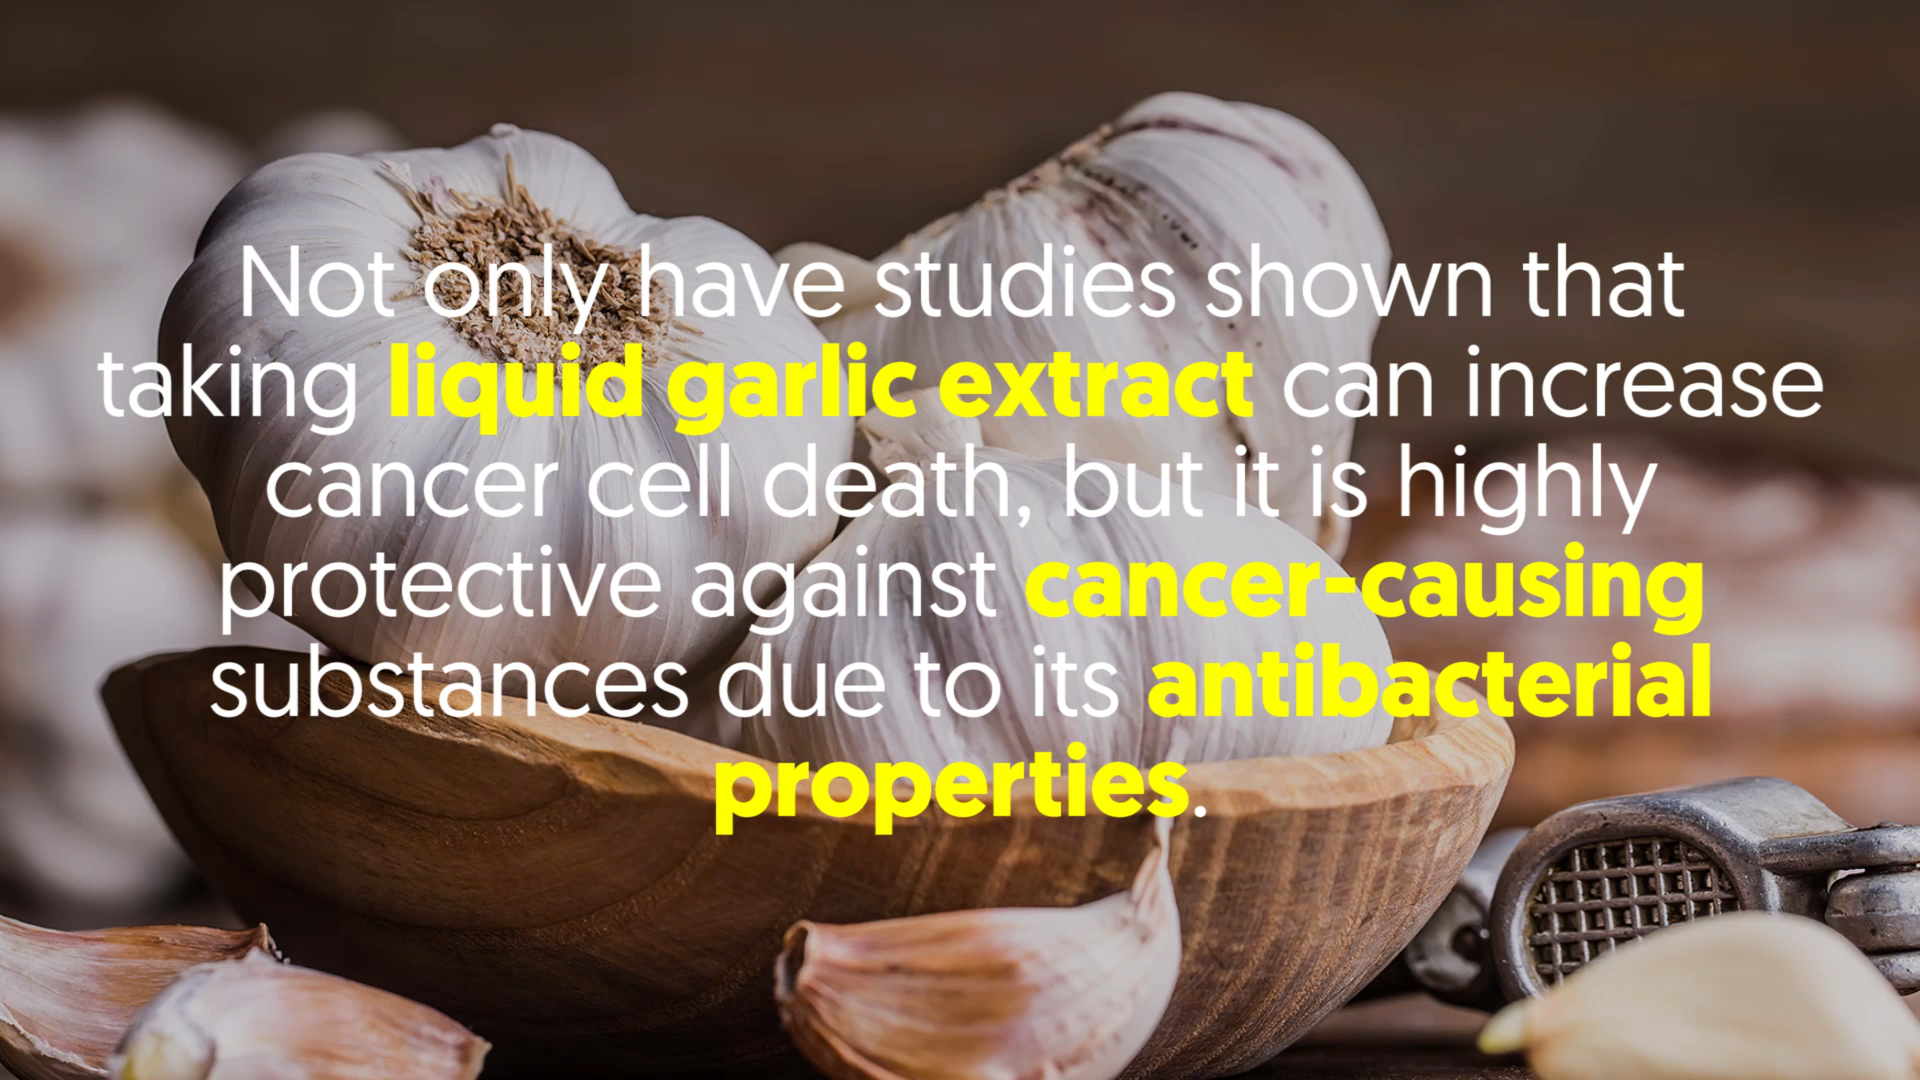 Not only have studies shown that
taking liquid garlic extract can increase
cancer cell death, but it is highly
protective against cancer-causing
substances due to its antibacterial
properties.